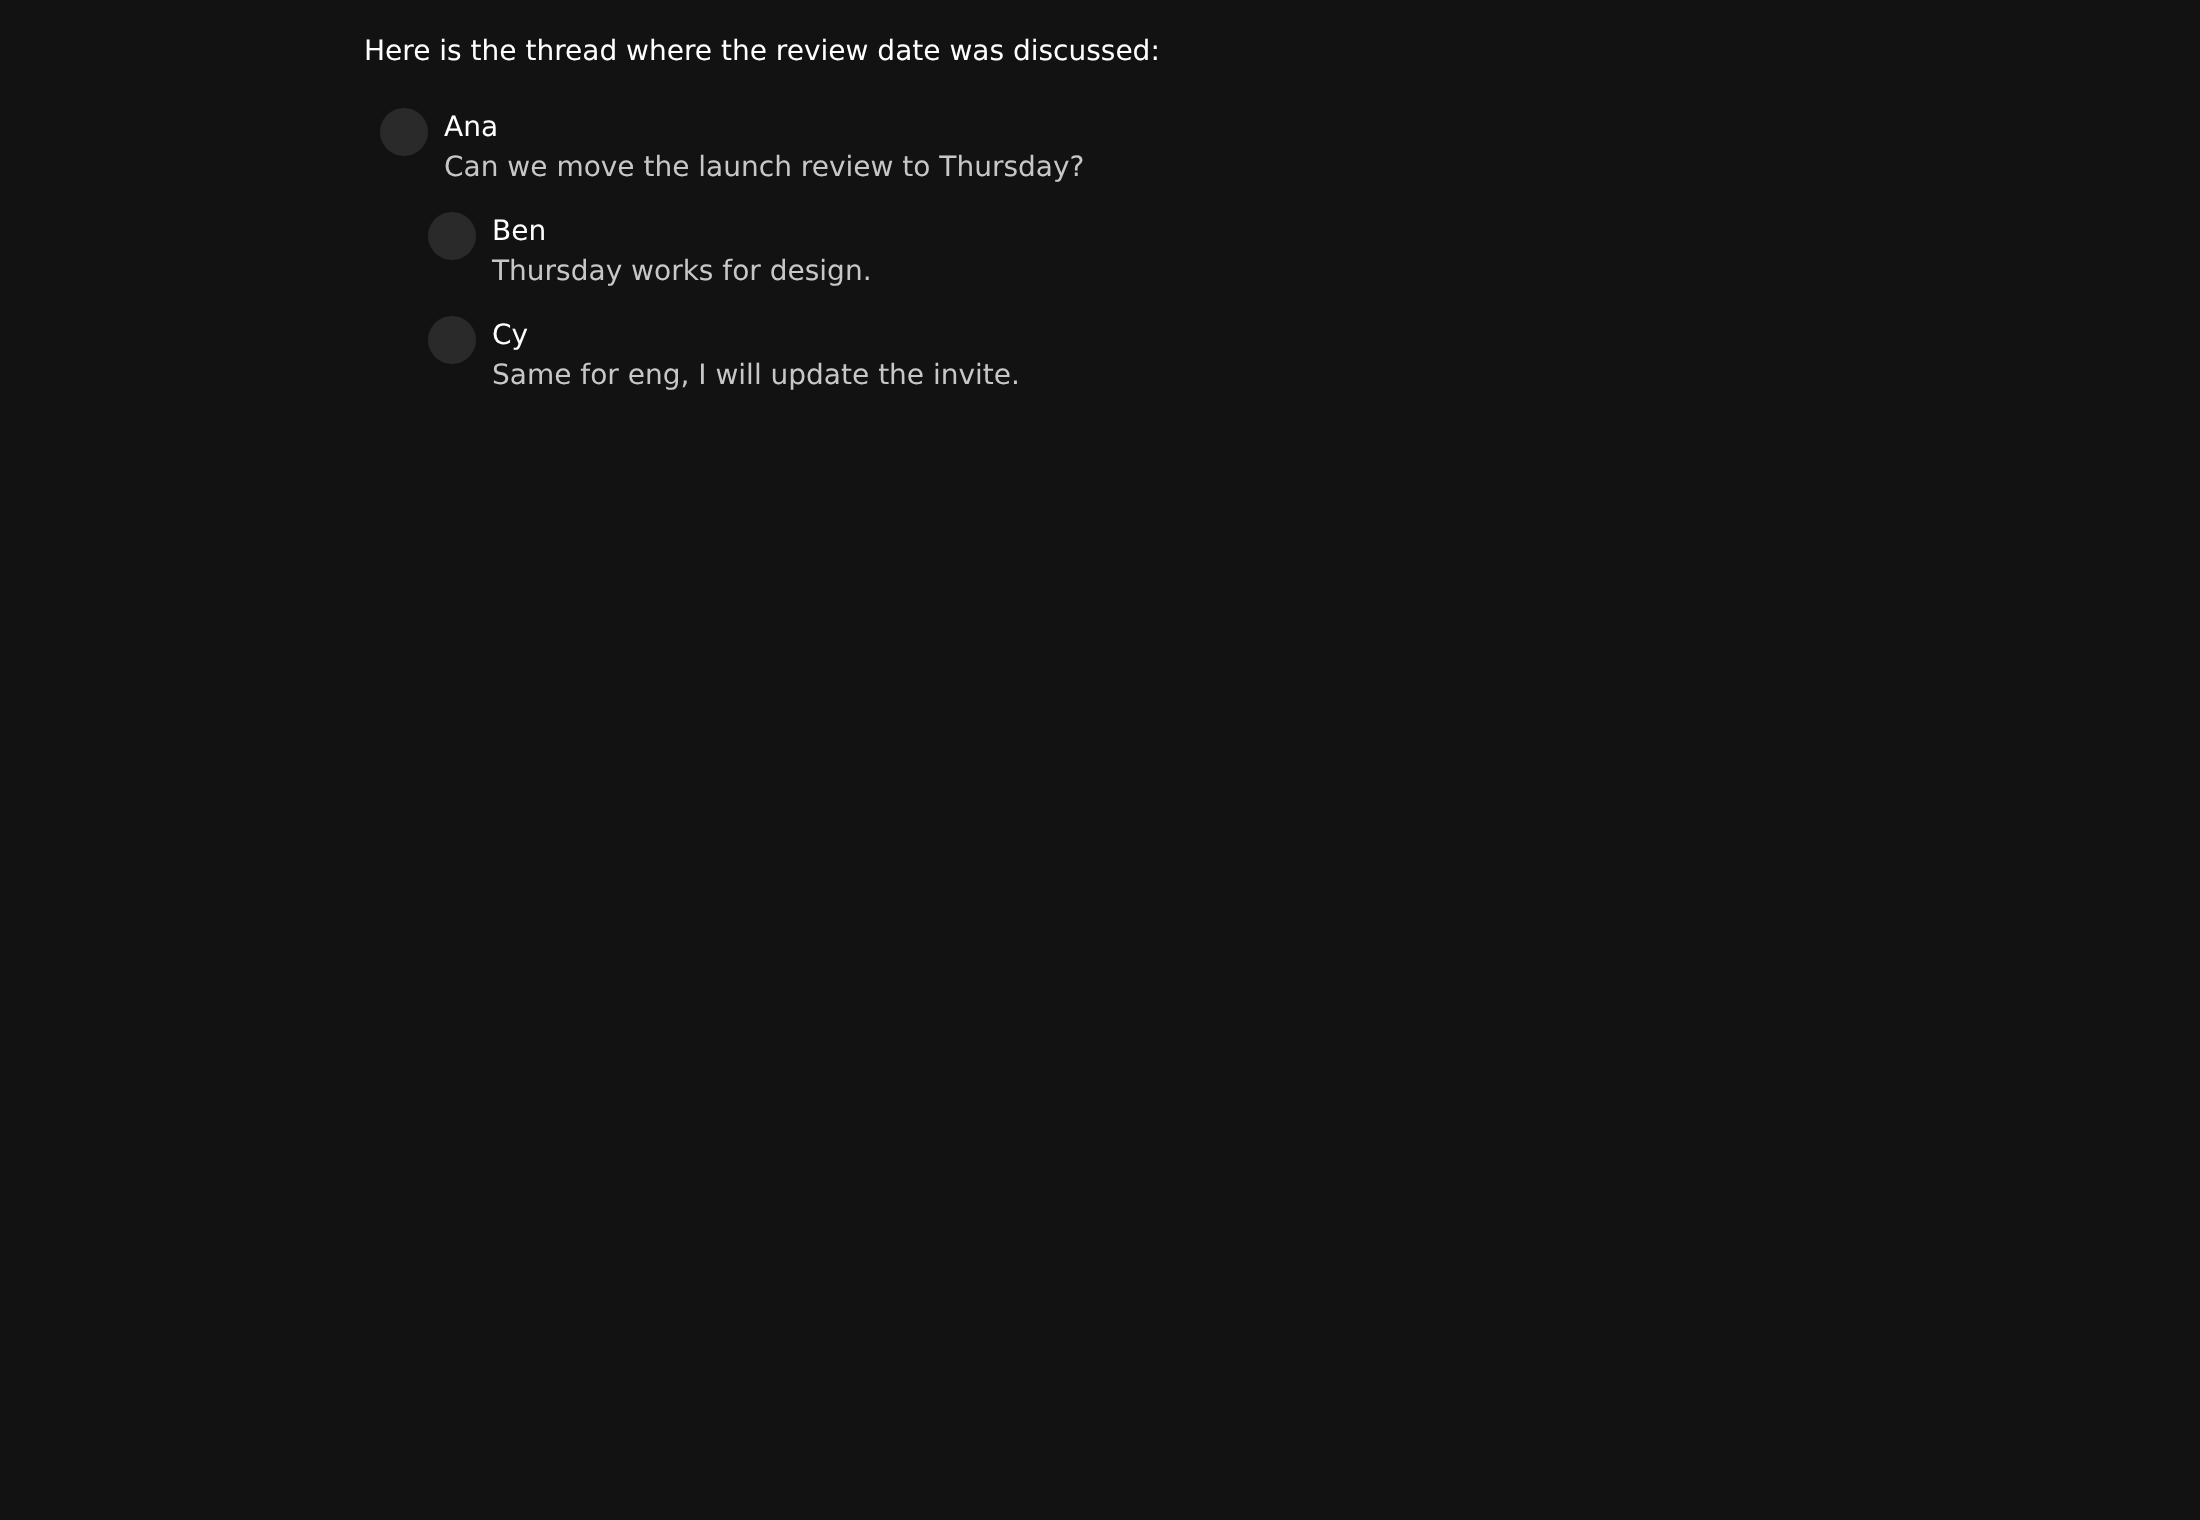 Here is the thread where the review date was discussed:
Ana
Can we move the launch review to Thursday?
Ben
Thursday works for design.
Cy
Same for eng, I will update the invite.